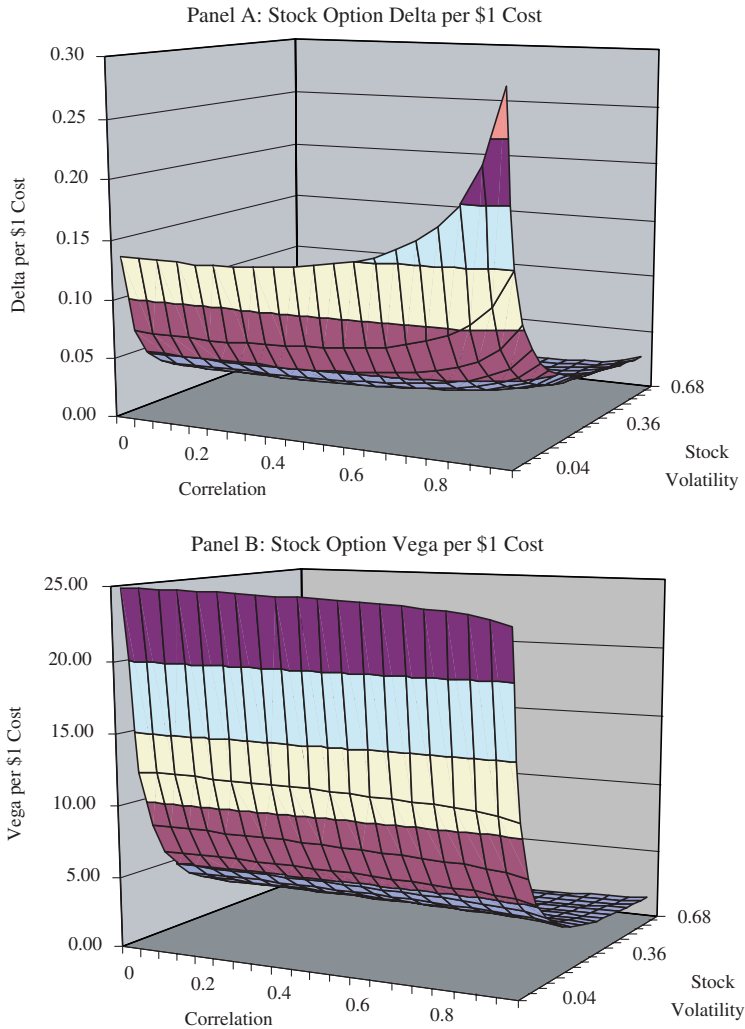 Panel A: Stock Option Delta per $1 Cost
0.30
0.25
0.20
0.15
0.10
0.05
0.00
Delta per $1 Cost
0
0.2
0.4
0.6
0.8
Correlation
0.04
0.36
0.68
Stock
Volatility
Panel B: Stock Option Vega per $1 Cost
25.00
20.00
15.00
10.00
5.00
0.00
Vega per $1 Cost
0
0.2
0.4
0.6
0.8
Correlation
0.04
0.36
0.68
Stock
Volatility